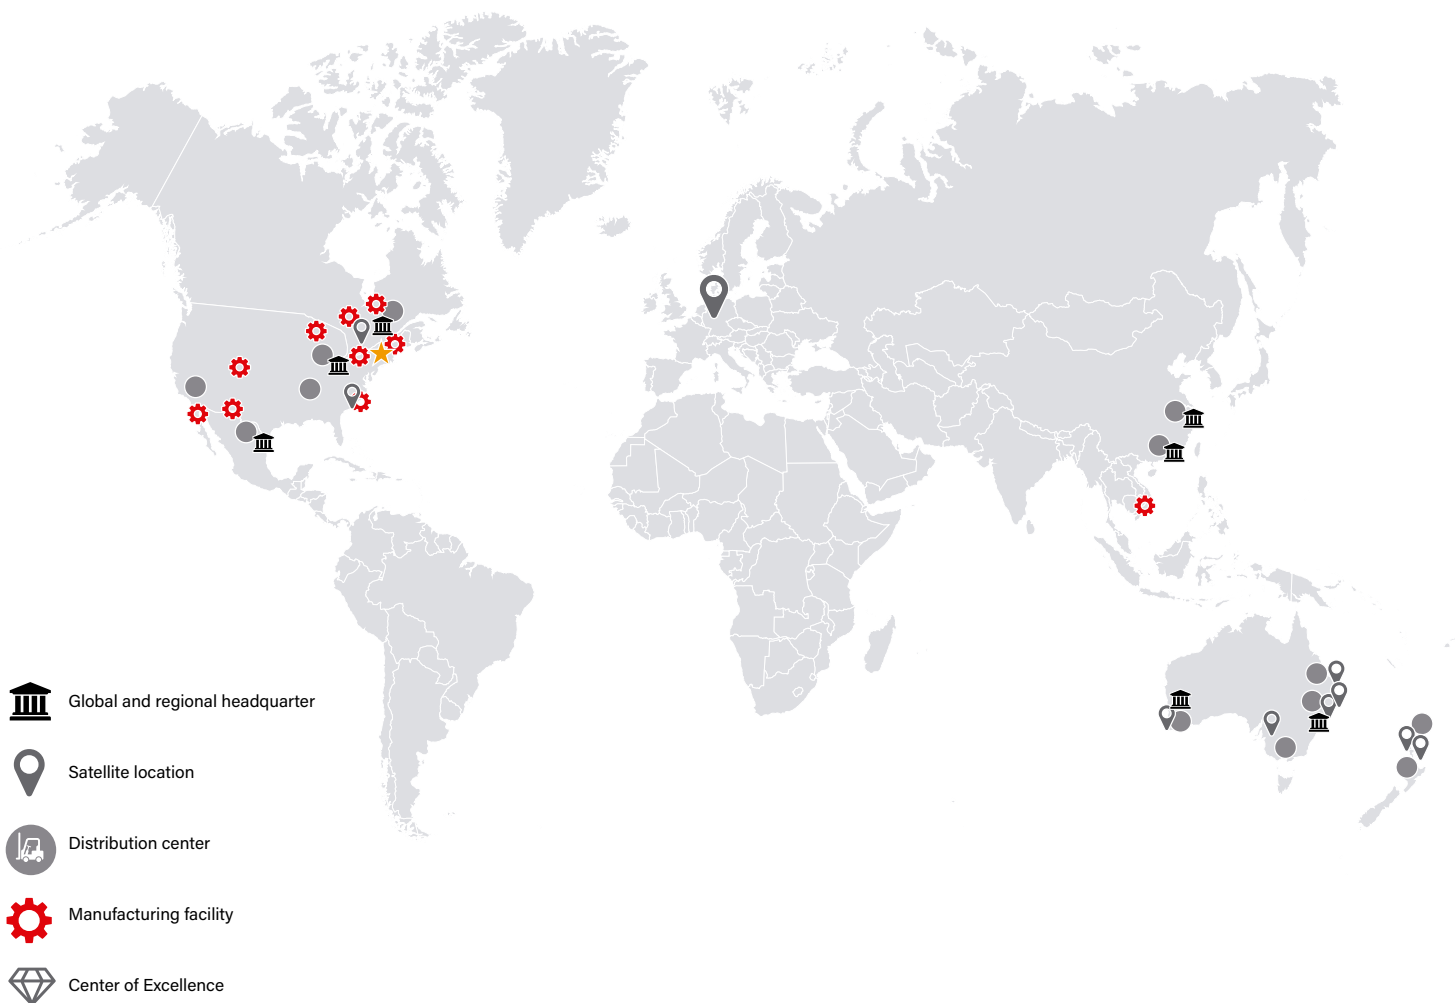 Global and regional headquarter
Satellite location
Distribution center
Manufacturing facility
Center of Excellence